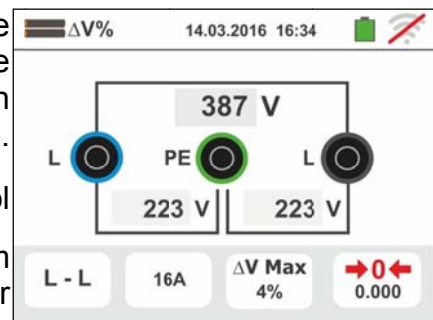 ΔV% 14.03.2016 16:34
387 V
L PE L
223 V 223 V
L - L 16A ΔV Max 4% →0← 0.000